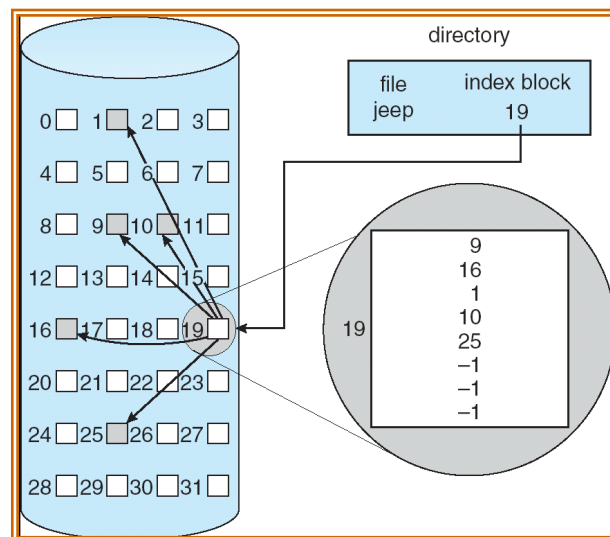 directory
file index block
jeep 19
0 1 2 3
4 5 6 7
8 9 10 11
12 13 14 15
16 17 18 19
20 21 22 23
24 25 26 27
28 29 30 31
19
9
16
1
10
25
–1
–1
–1